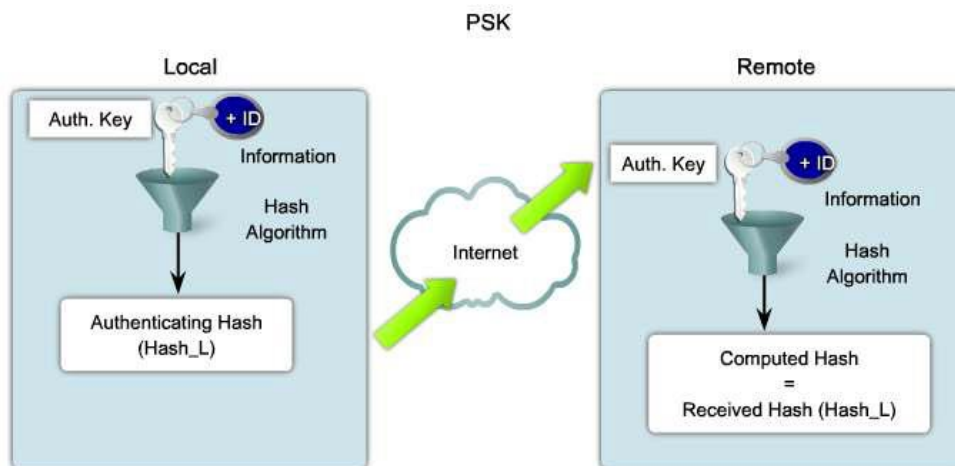 PSK
Local
Auth. Key
+ ID
Information
Hash
Algorithm
Authenticating Hash
(Hash_L)
Internet
Remote
Auth. Key
+ ID
Information
Hash
Algorithm
Computed Hash
=
Received Hash (Hash_L)